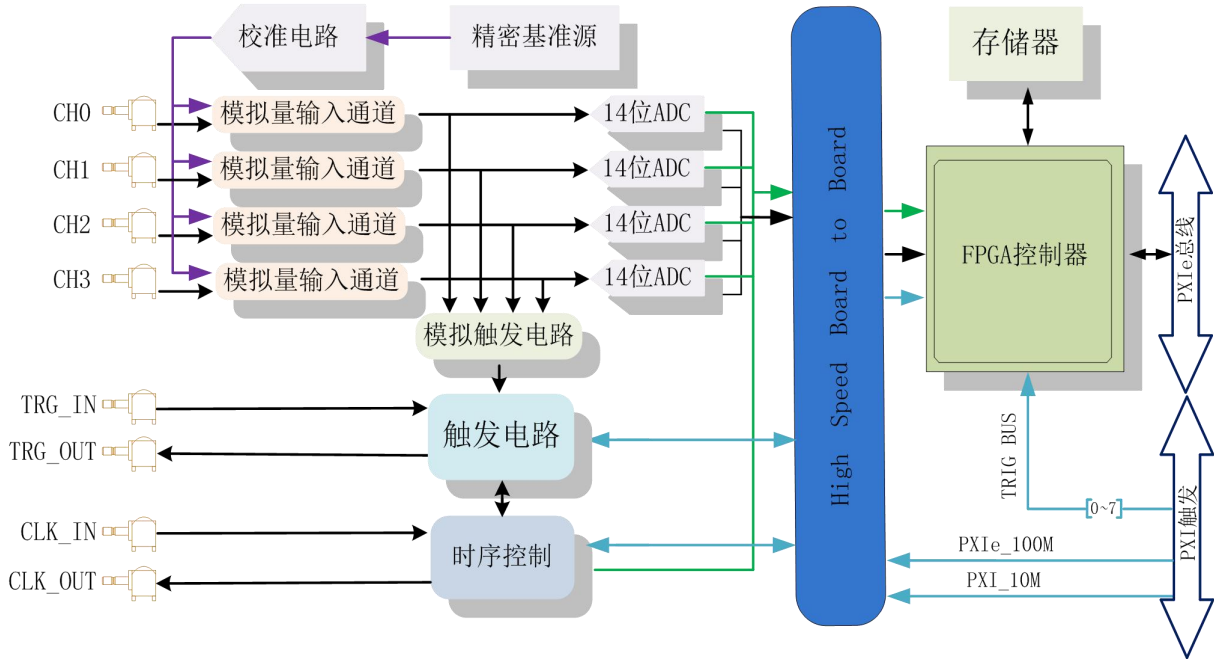 校准电路
精密基准源
存储器
CH0
模拟量输入通道
14位ADC
CH1
模拟量输入通道
14位ADC
CH2
模拟量输入通道
14位ADC
CH3
模拟量输入通道
14位ADC
High Speed Board to Board
FPGA控制器
PXIe总线
模拟触发电路
TRG_IN
触发电路
TRG_OUT
TRIG BUS
[0~7]
PXI触发
CLK_IN
时序控制
CLK_OUT
PXIe_100M
PXI_10M